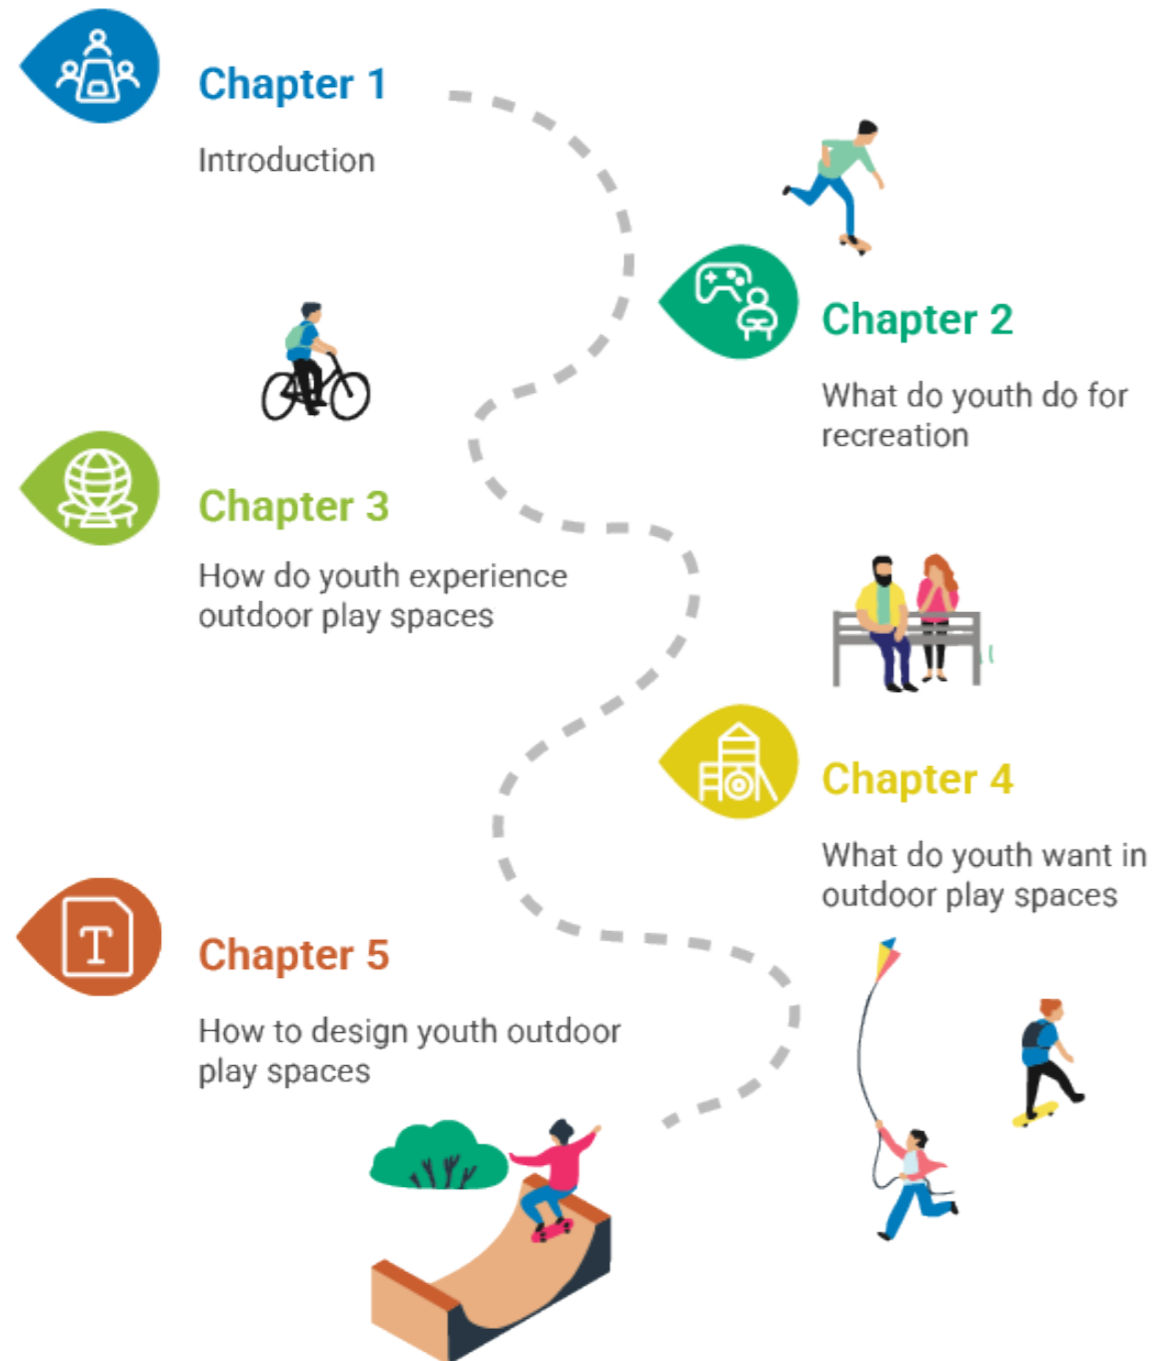 Chapter 1
Introduction
Chapter 2
What do youth do for
recreation
Chapter 3
How do youth experience
outdoor play spaces
Chapter 4
What do youth want in
outdoor play spaces
Chapter 5
How to design youth outdoor
play spaces
T